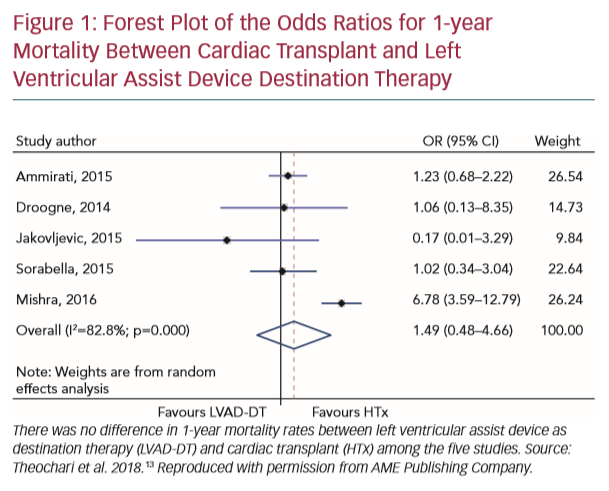 Figure 1: Forest Plot of the Odds Ratios for 1-year
Mortality Between Cardiac Transplant and Left
Ventricular Assist Device Destination Therapy
Study author OR (95% CI) Weight
Ammirati, 2015 1.23 (0.68–2.22) 26.54
Droogne, 2014 1.06 (0.13–8.35) 14.73
Jakovljevic, 2015 0.17 (0.01–3.29) 9.84
Sorabella, 2015 1.02 (0.34–3.04) 22.64
Mishra, 2016 6.78 (3.59–12.79) 26.24
Overall (I²=82.8%; p=0.000) 1.49 (0.48–4.66) 100.00
Note: Weights are from random
effects analysis
Favours LVAD-DT Favours HTx
There was no difference in 1-year mortality rates between left ventricular assist device as
destination therapy (LVAD-DT) and cardiac transplant (HTx) among the five studies. Source:
Theochari et al. 2018.¹³ Reproduced with permission from AME Publishing Company.